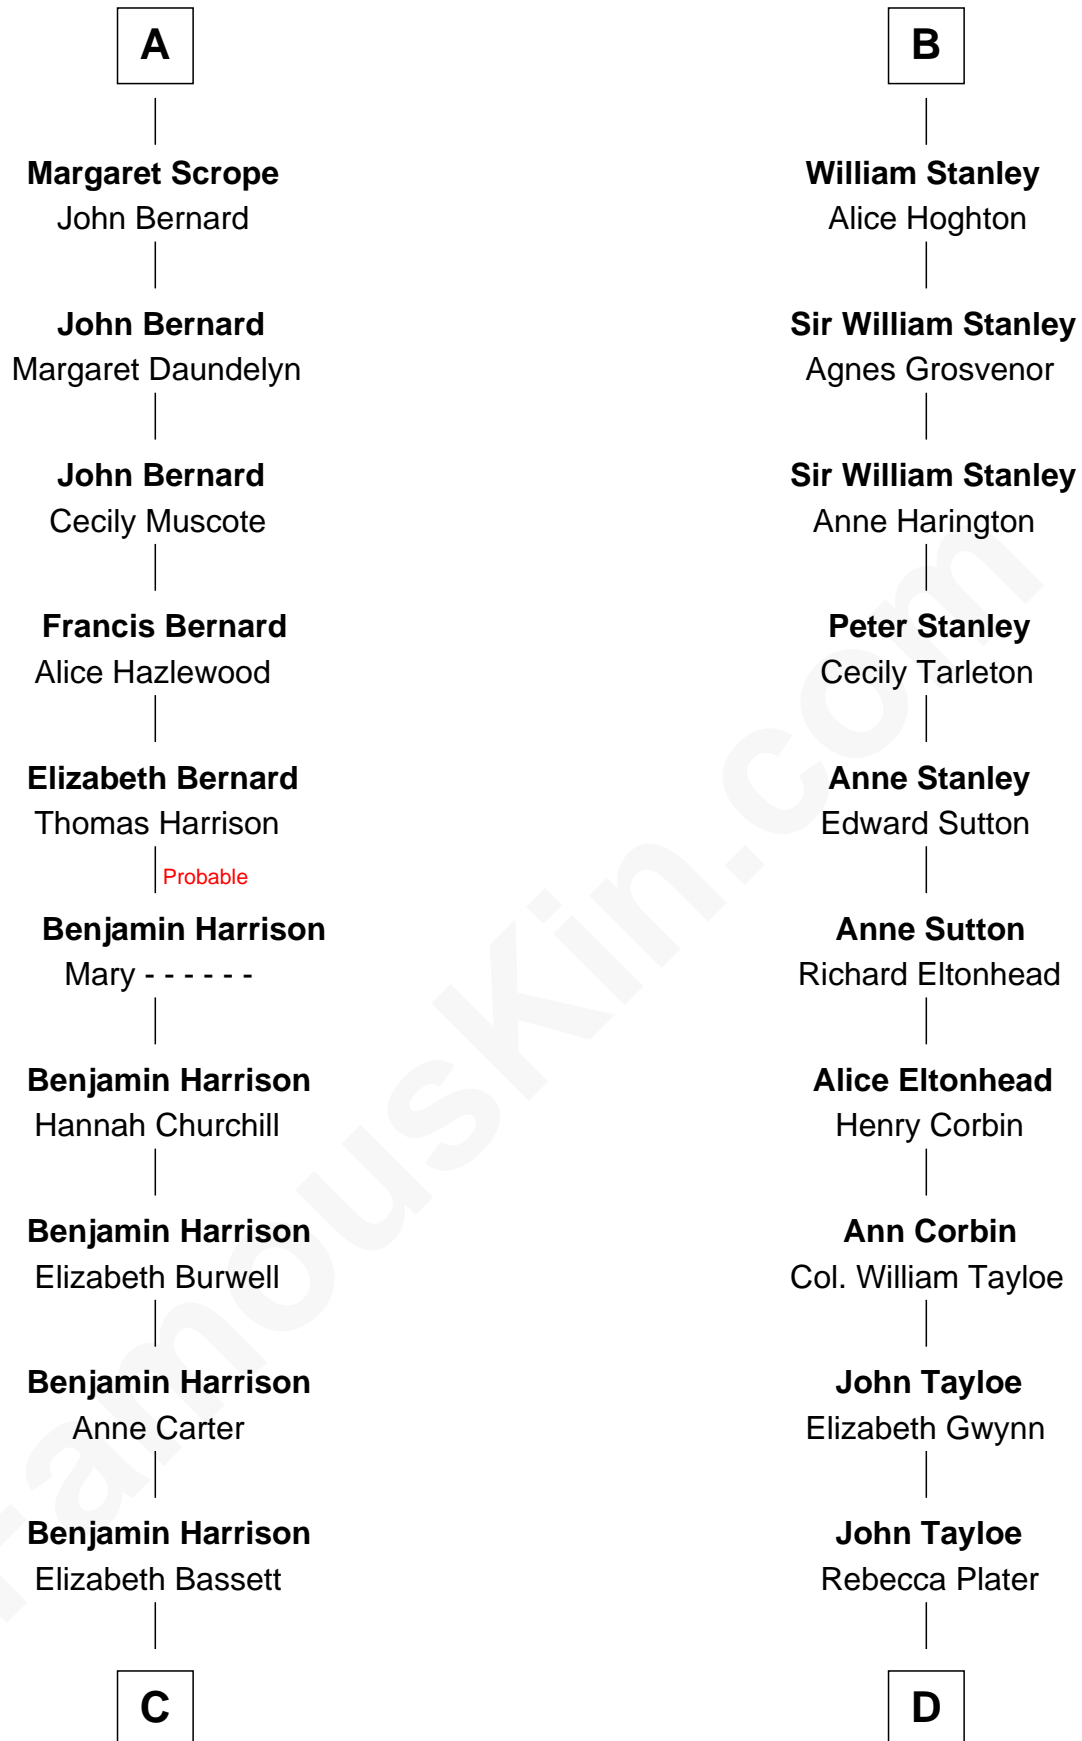 A
Margaret Scrope
John Bernard
John Bernard
Margaret Daundelyn
John Bernard
Cecily Muscote
Francis Bernard
Alice Hazlewood
Elizabeth Bernard
Thomas Harrison
Probable
Benjamin Harrison
Mary - - - - - -
Benjamin Harrison
Hannah Churchill
Benjamin Harrison
Elizabeth Burwell
Benjamin Harrison
Anne Carter
Benjamin Harrison
Elizabeth Bassett
C
B
William Stanley
Alice Hoghton
Sir William Stanley
Agnes Grosvenor
Sir William Stanley
Anne Harington
Peter Stanley
Cecily Tarleton
Anne Stanley
Edward Sutton
Anne Sutton
Richard Eltonhead
Alice Eltonhead
Henry Corbin
Ann Corbin
Col. William Tayloe
John Tayloe
Elizabeth Gwynn
John Tayloe
Rebecca Plater
D
FamousKin.com